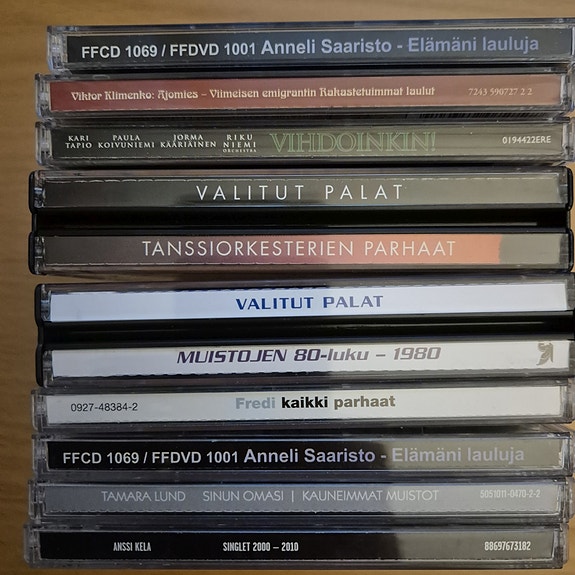 FFCD 1069 / FFDVD 1001 Anneli Saaristo - Elämäni lauluja
Viktor Klimenko: Ajomies – Viimeisen emigrantin Rakastetuimmat laulut 7243 590727 2 2
KARI TAPIO PAULA KOIVUNIEMI JORMA KÄÄRIÄINEN RIKU NIEMI ORCHESTRA VIHDOINKIN! 0194422ERE
VALITUT PALAT
TANSSIORKESTERIEN PARHAAT
VALITUT PALAT
MUISTOJEN 80-luku – 1980
0927-48384-2 Fredi kaikki parhaat
FFCD 1069 / FFDVD 1001 Anneli Saaristo - Elämäni lauluja
TAMARA LUND SINUN OMASI | KAUNEIMMAT MUISTOT 5051011-0470-2-2
ANSSI KELA SINGLET 2000 – 2010 88697673182